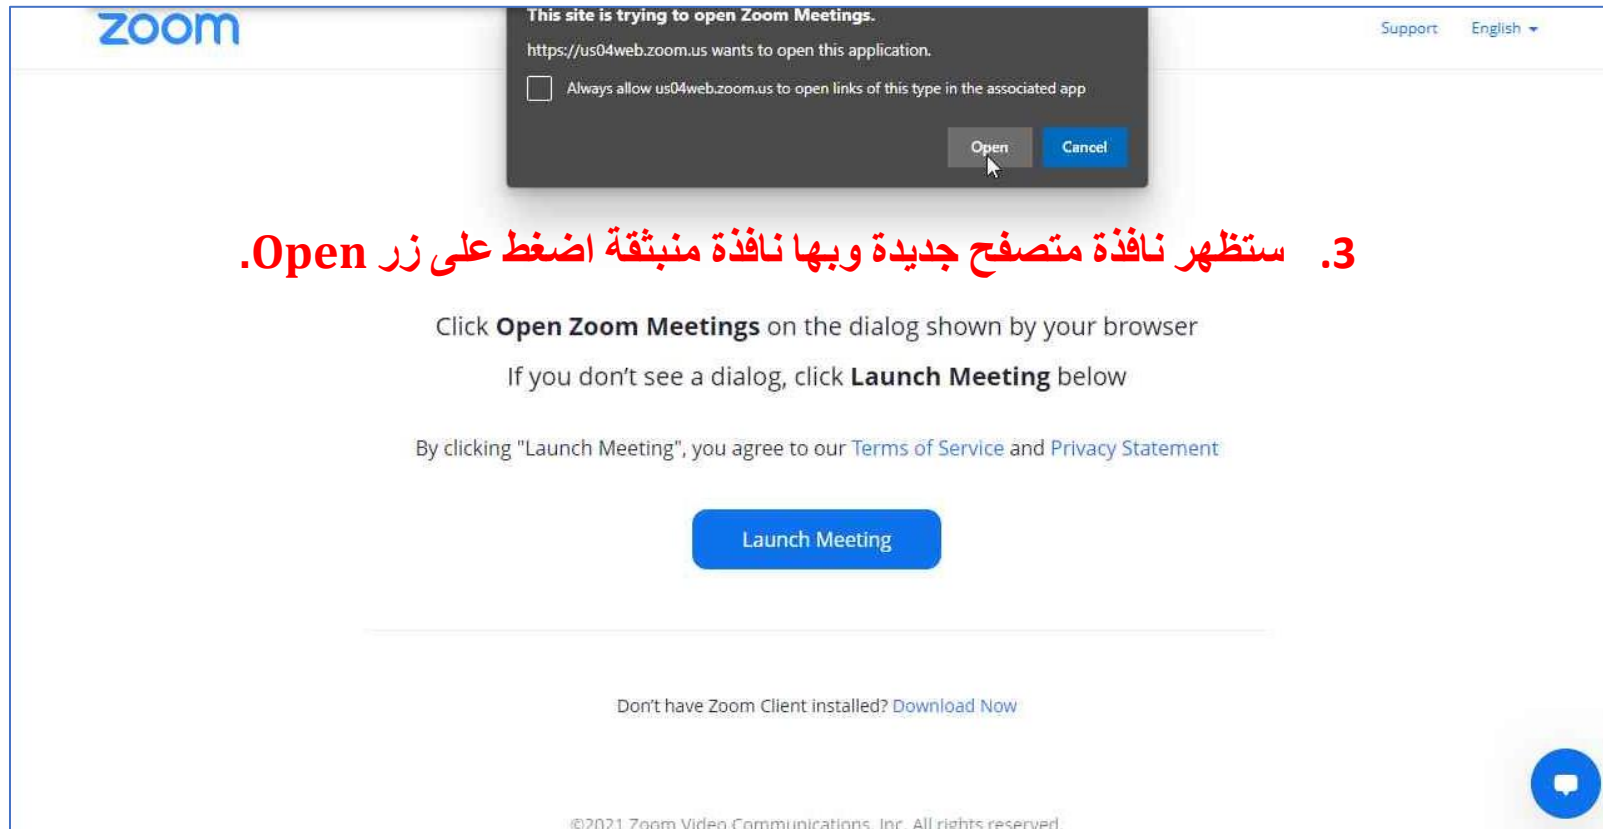 zoom
Support
English
This site is trying to open Zoom Meetings.
https://us04web.zoom.us wants to open this application.
Always allow us04web.zoom.us to open links of this type in the associated app
Open
Cancel
3. ستظهر نافذة متصفح جديدة وبها نافذة منبثقة اضغط على زر Open.
Click Open Zoom Meetings on the dialog shown by your browser
If you don't see a dialog, click Launch Meeting below
By clicking "Launch Meeting", you agree to our Terms of Service and Privacy Statement
Launch Meeting
Don't have Zoom Client installed? Download Now
©2021 Zoom Video Communications, Inc. All rights reserved.